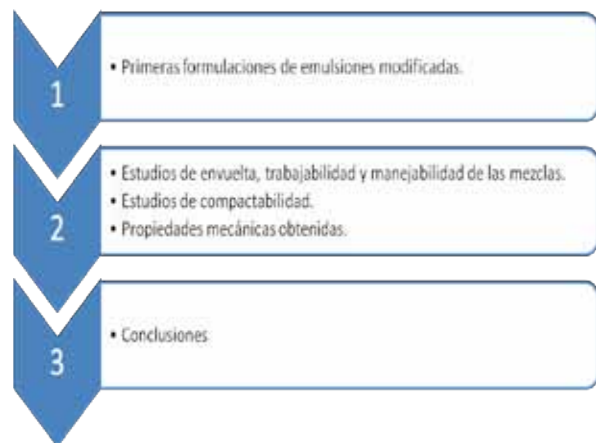 1
• Primeras formulaciones de emulsiones modificadas.
2
• Estudios de envuelta, trabajabilidad y manejabilidad de las mezclas.
• Estudios de compactabilidad.
• Propiedades mecánicas obtenidas.
3
• Conclusiones